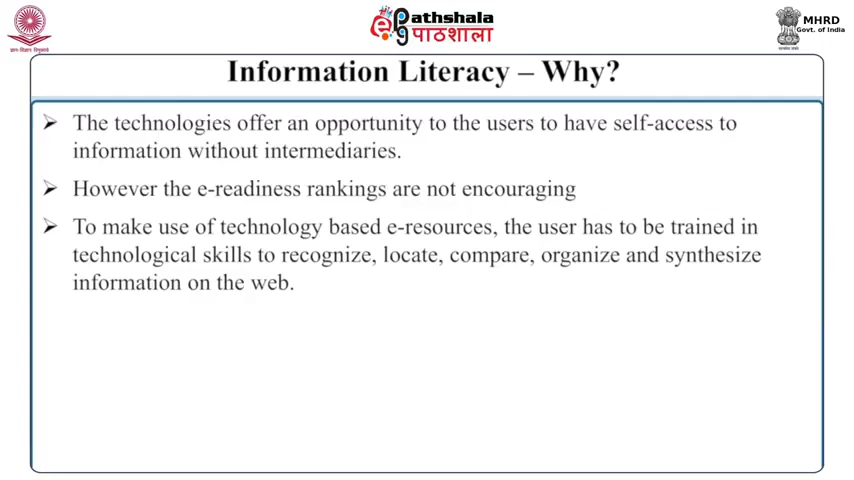 ePathshala
पाठशाला
MHRD
Govt. of India
ज्ञान-विज्ञान विमुक्तये
Information Literacy – Why?
➤ The technologies offer an opportunity to the users to have self-access to
information without intermediaries.
➤ However the e-readiness rankings are not encouraging
➤ To make use of technology based e-resources, the user has to be trained in
technological skills to recognize, locate, compare, organize and synthesize
information on the web.